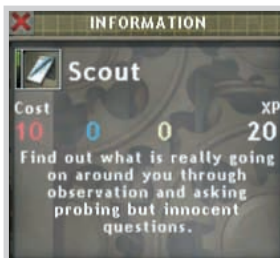 INFORMATION
Scout
Cost XP
10 0 0 20
Find out what is really going
on around you through
observation and asking
probing but innocent
questions.